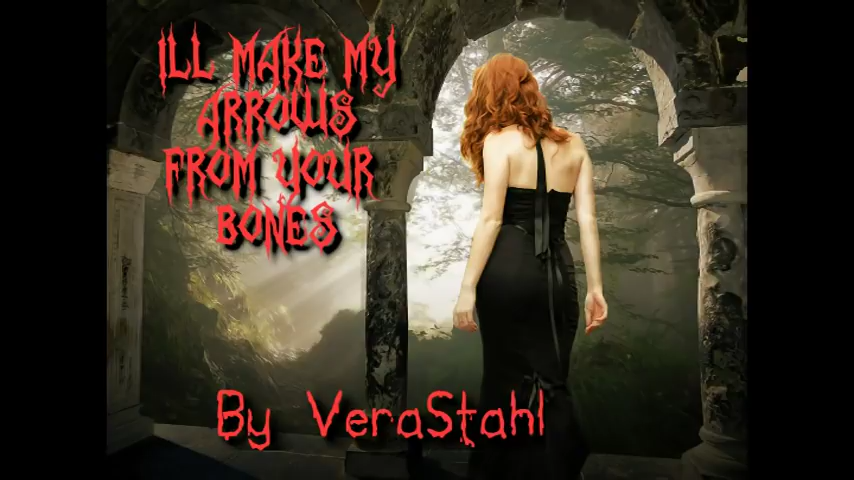 ILL MAKE MY
ARROWS
FROM YOUR
BONES
By VeraStahl